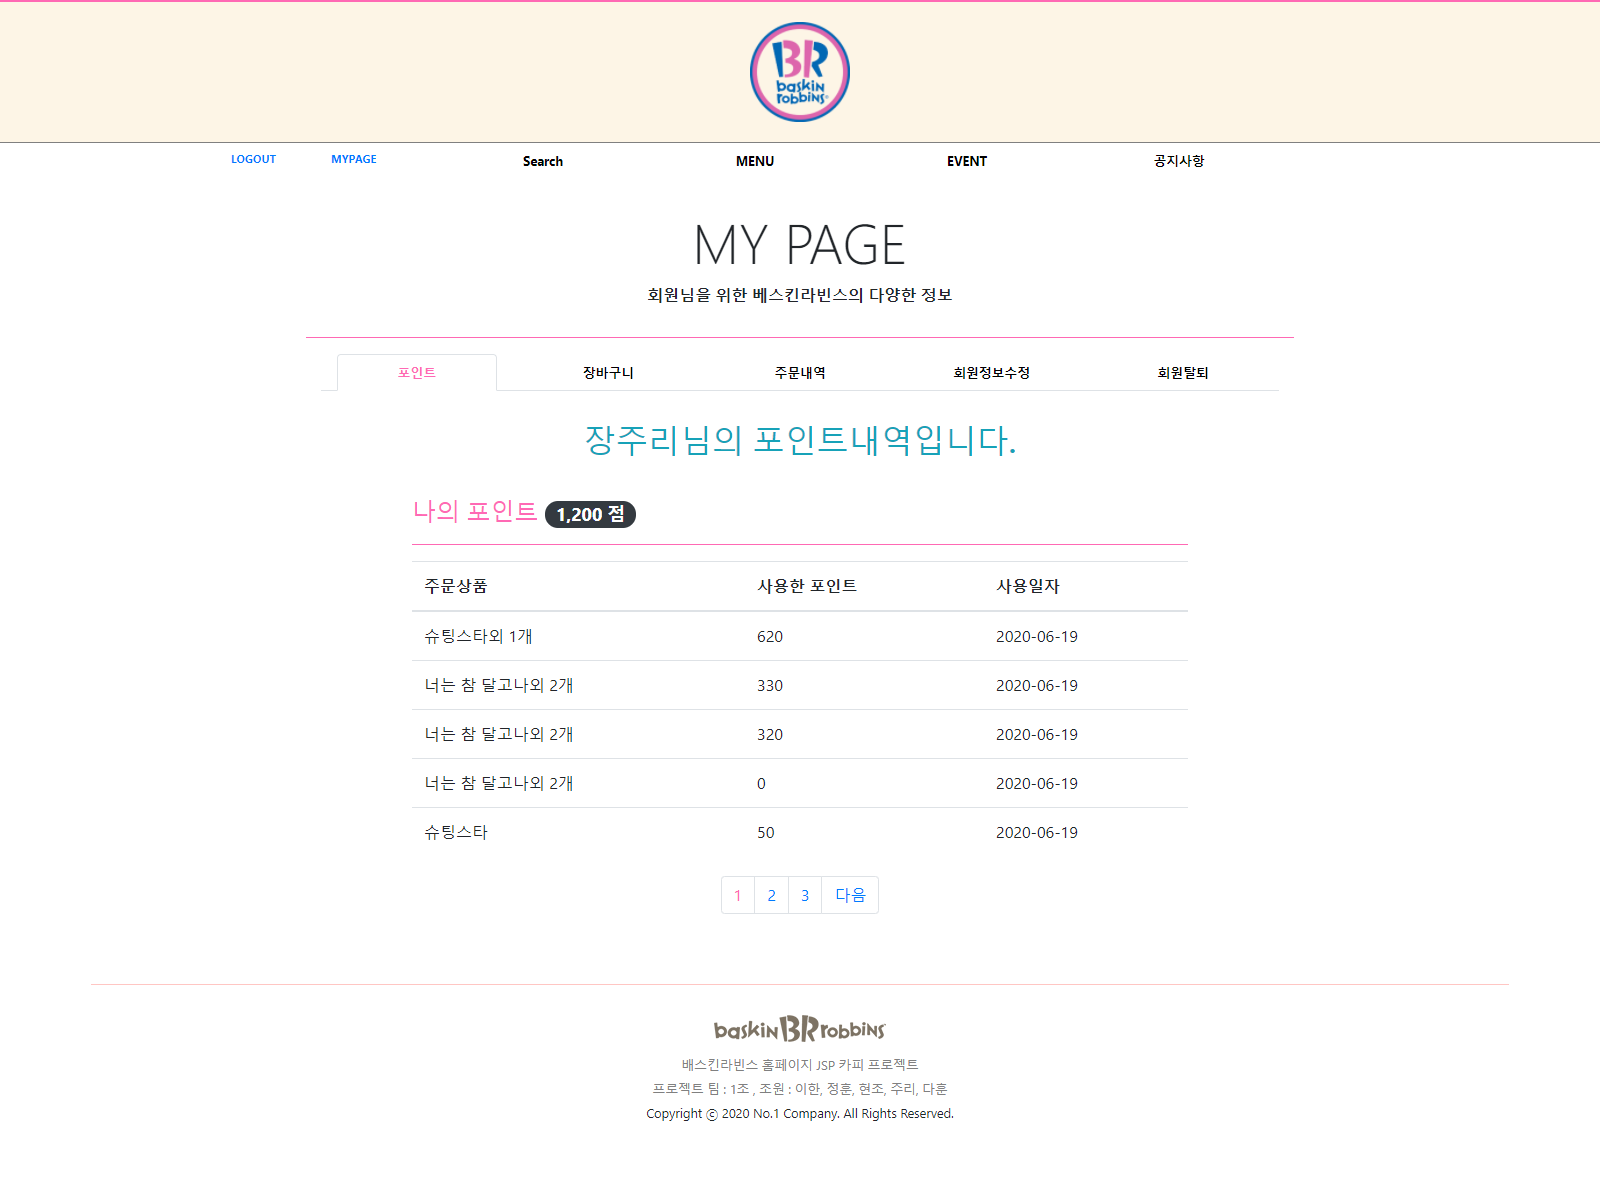 BR
baskin
robbins
LOGOUT MYPAGE Search MENU EVENT 공지사항
MY PAGE
회원님을 위한 베스킨라빈스의 다양한 정보
포인트 장바구니 주문내역 회원정보수정 회원탈퇴
장주리님의 포인트내역입니다.
나의 포인트 1,200 점
주문상품 사용한 포인트 사용일자
슈팅스타외 1개 620 2020-06-19
너는 참 달고나외 2개 330 2020-06-19
너는 참 달고나외 2개 320 2020-06-19
너는 참 달고나외 2개 0 2020-06-19
슈팅스타 50 2020-06-19
1 2 3 다음
baskin BR robbins
배스킨라빈스 홈페이지 JSP 카피 프로젝트
프로젝트 팀 : 1조 , 조원 : 이한, 정훈, 현조, 주리, 다훈
Copyright ⓒ 2020 No.1 Company. All Rights Reserved.